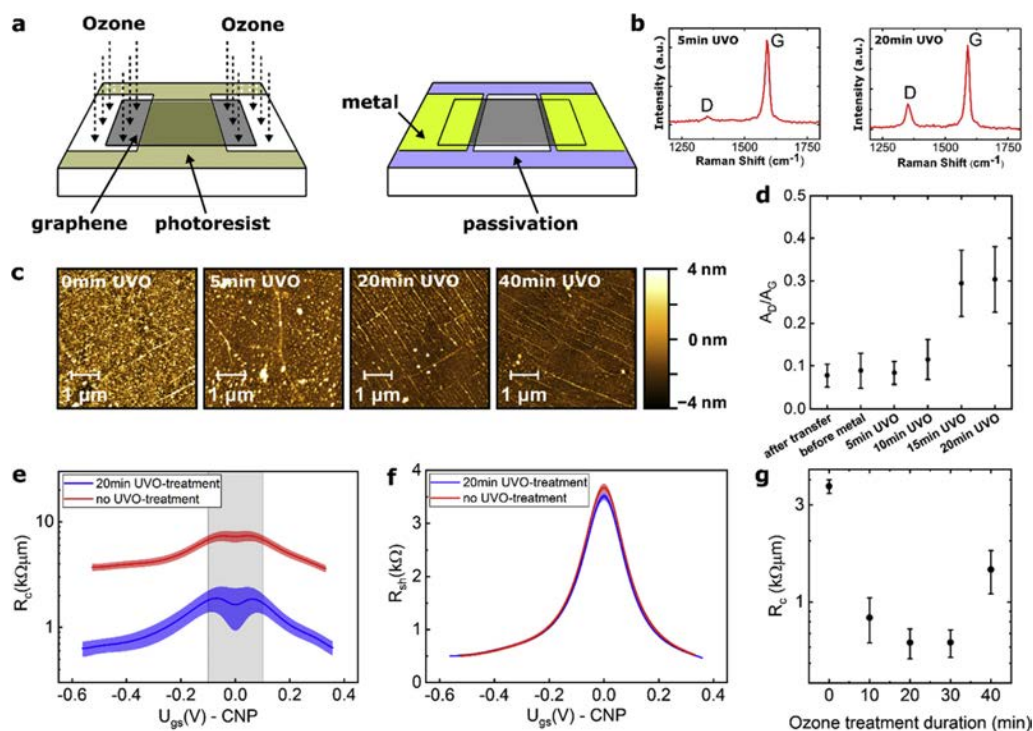 a
Ozone Ozone
metal
graphene
photoresist
passivation
b
5min UVO
D
G
Intensity (a.u.)
1250 1500 1750
Raman Shift (cm⁻¹)
20min UVO
D
G
Intensity (a.u.)
1250 1500 1750
Raman Shift (cm⁻¹)
c
0min UVO
1 μm
5min UVO
1 μm
20min UVO
1 μm
40min UVO
1 μm
4 nm
0 nm
−4 nm
d
0.5
0.4
0.3
0.2
0.1
0.0
A_D/A_G
after transfer
before metal
5min UVO
10min UVO
15min UVO
20min UVO
e
20min UVO-treatment
no UVO-treatment
10
1
R_c(kΩμm)
-0.6 -0.4 -0.2 0.0 0.2 0.4
U_gs(V) - CNP
f
20min UVO-treatment
no UVO-treatment
4
3
2
1
0
R_sh(kΩ)
-0.6 -0.4 -0.2 0.0 0.2 0.4
U_gs(V) - CNP
g
3
1
R_c (kΩμm)
0 10 20 30 40
Ozone treatment duration (min)